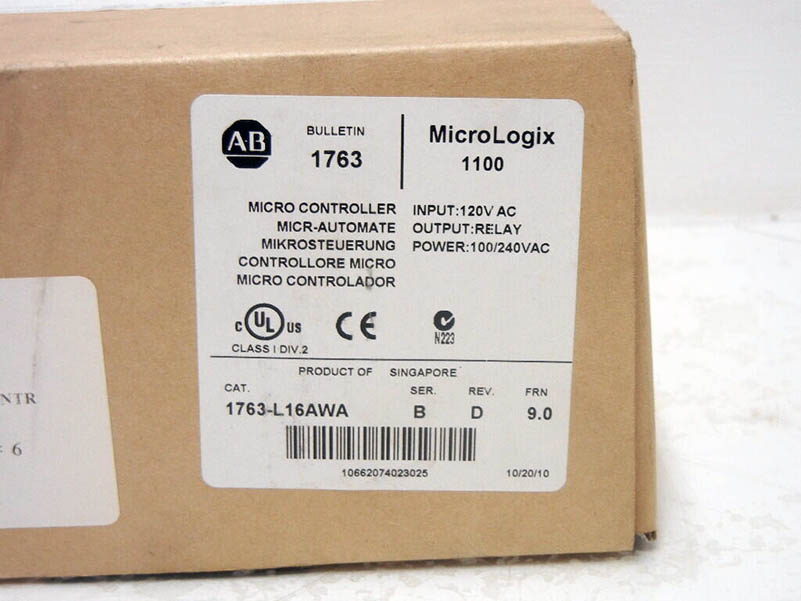 A-B
BULLETIN
1763
MicroLogix
1100
MICRO CONTROLLER
MICR-AUTOMATE
MIKROSTEUERUNG
CONTROLLORE MICRO
MICRO CONTROLADOR
INPUT:120V AC
OUTPUT:RELAY
POWER:100/240VAC
C UL US
CLASS I DIV.2
CE
N223
PRODUCT OF SINGAPORE
CAT. SER. REV. FRN
1763-L16AWA B D 9.0
10662074023025 10/20/10
NTR
6